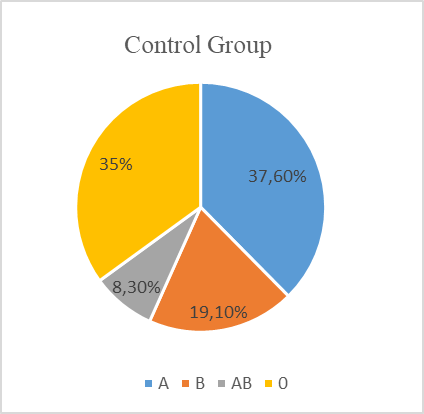 Control Group
35%
37,60%
8,30%
19,10%
A B AB 0